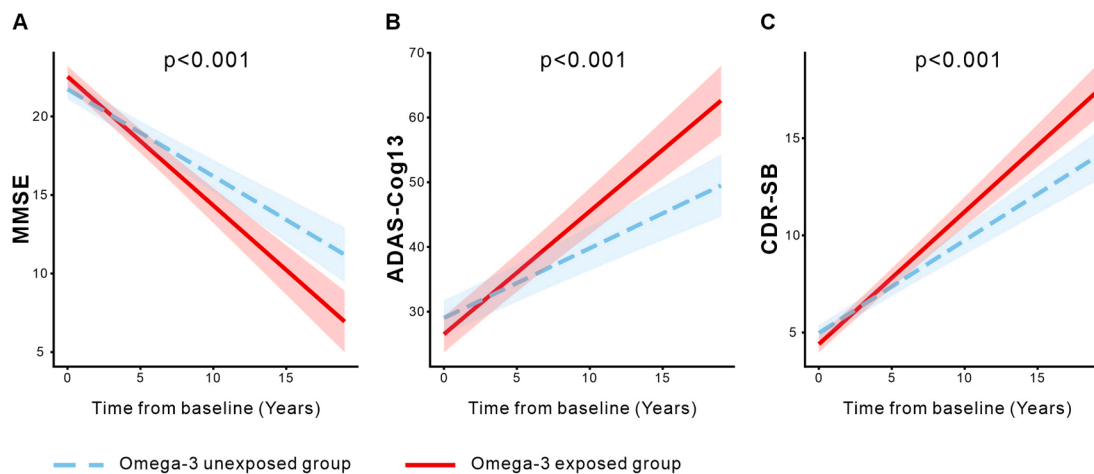 A
p<0.001
MMSE
20
15
10
5
0 5 10 15
Time from baseline (Years)
B
p<0.001
ADAS-Cog13
70
60
50
40
30
0 5 10 15
Time from baseline (Years)
C
p<0.001
CDR-SB
15
10
5
0 5 10 15
Time from baseline (Years)
Omega-3 unexposed group
Omega-3 exposed group